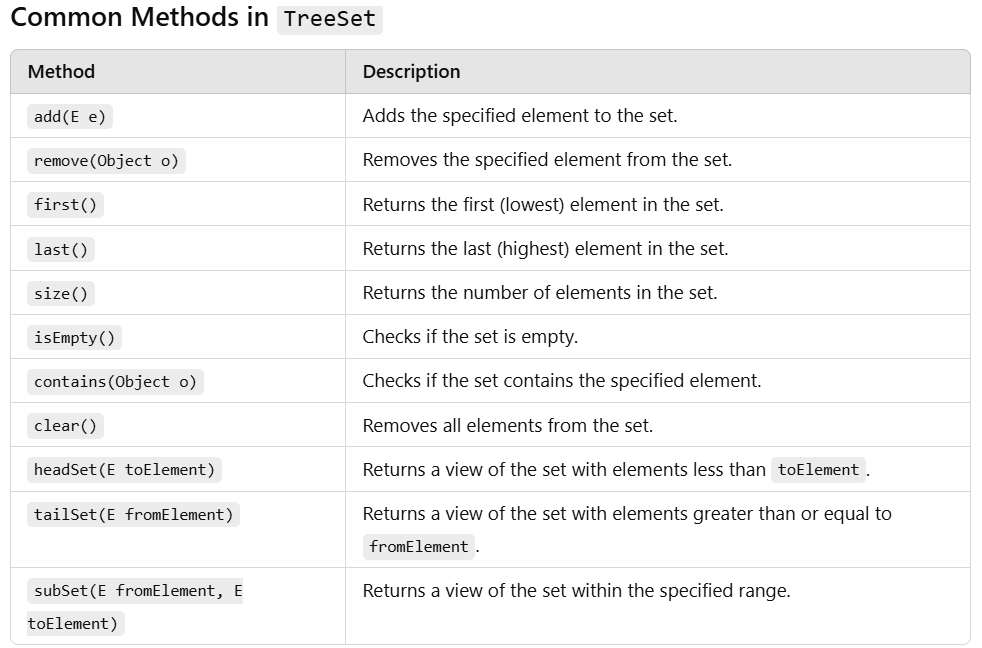 Common Methods in TreeSet
Method Description
add(E e) Adds the specified element to the set.
remove(Object o) Removes the specified element from the set.
first() Returns the first (lowest) element in the set.
last() Returns the last (highest) element in the set.
size() Returns the number of elements in the set.
isEmpty() Checks if the set is empty.
contains(Object o) Checks if the set contains the specified element.
clear() Removes all elements from the set.
headSet(E toElement) Returns a view of the set with elements less than toElement.
tailSet(E fromElement) Returns a view of the set with elements greater than or equal to
fromElement.
subSet(E fromElement, E Returns a view of the set within the specified range.
toElement)